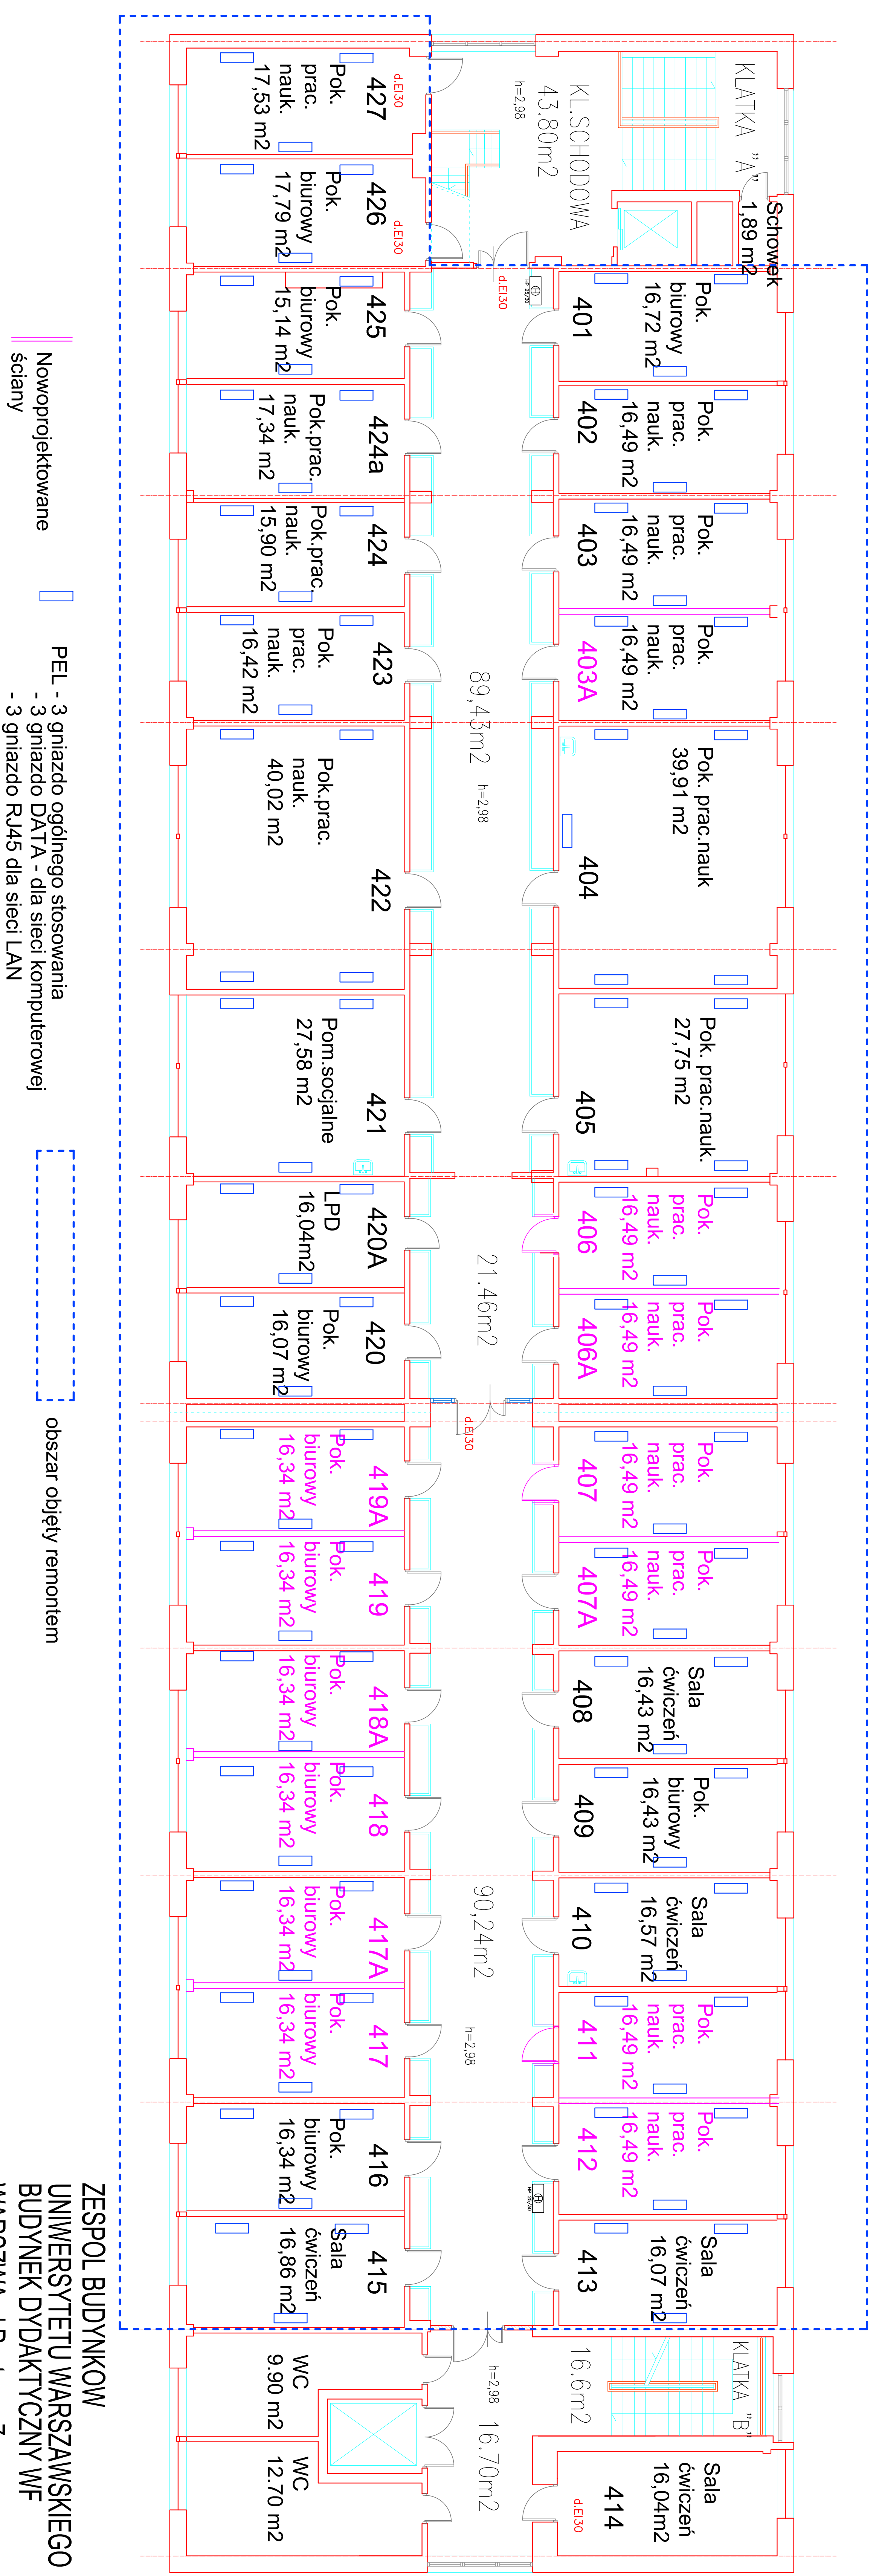 KLATKA "A"
Schowek
1,89 m2
KL.SCHODOWA
43.80m2
h=2,98
d.EI30
427
Pok.
prac.
nauk.
17,53 m2
d.EI30
426
Pok.
biurowy
17,79 m2
d.EI30
HP 25/30
H
401
Pok.
biurowy
16,72 m2
402
Pok.
prac.
nauk.
16,49 m2
403
Pok.
prac.
nauk.
16,49 m2
403A
Pok.
prac.
nauk.
16,49 m2
404
Pok. prac.nauk
39,91 m2
405
Pok. prac.nauk.
27,75 m2
406
Pok.
prac.
nauk.
16,49 m2
406A
Pok.
prac.
nauk.
16,49 m2
407
Pok.
prac.
nauk.
16,49 m2
407A
Pok.
prac.
nauk.
16,49 m2
408
Sala
ćwiczeń
16,43 m2
409
Pok.
biurowy
16,43 m2
410
Sala
ćwiczeń
16,57 m2
411
Pok.
prac.
nauk.
16,49 m2
412
Pok.
prac.
nauk.
16,49 m2
413
Sala
ćwiczeń
16,07 m2
KLATKA "B"
16.6m2
414
Sala
ćwiczeń
16,04m2
d.EI30
89,43m2
h=2,98
21.46m2
d.EI30
90,24m2
h=2,98
H
HP 25/30
h=2,98
16.70m2
425
Pok.
biurowy
15,14 m2
424a
Pok.prac.
nauk.
17,34 m2
424
Pok.prac.
nauk.
15,90 m2
423
Pok.
prac.
nauk.
16,42 m2
422
Pok.prac.
nauk.
40,02 m2
421
Pom.socjalne
27,58 m2
420A
LPD
16,04m2
420
Pok.
biurowy
16,07 m2
419A
Pok.
biurowy
16,34 m2
419
Pok.
biurowy
16,34 m2
418A
Pok.
biurowy
16,34 m2
418
Pok.
biurowy
16,34 m2
417A
Pok.
biurowy
16,34 m2
417
Pok.
biurowy
16,34 m2
416
Pok.
biurowy
16,34 m2
415
Sala
ćwiczeń
16,86 m2
WC
9.90 m2
WC
12.70 m2
Nowoprojektowane
ściany
PEL - 3 gniazdo ogólnego stosowania
- 3 gniazdo DATA - dla sieci komputerowej
- 3 gniazdo RJ45 dla sieci LAN
obszar objęty remontem
ZESPOL BUDYNKOW
UNIWERSYTETU WARSZAWSKIEGO
BUDYNEK DYDAKTYCZNY WF